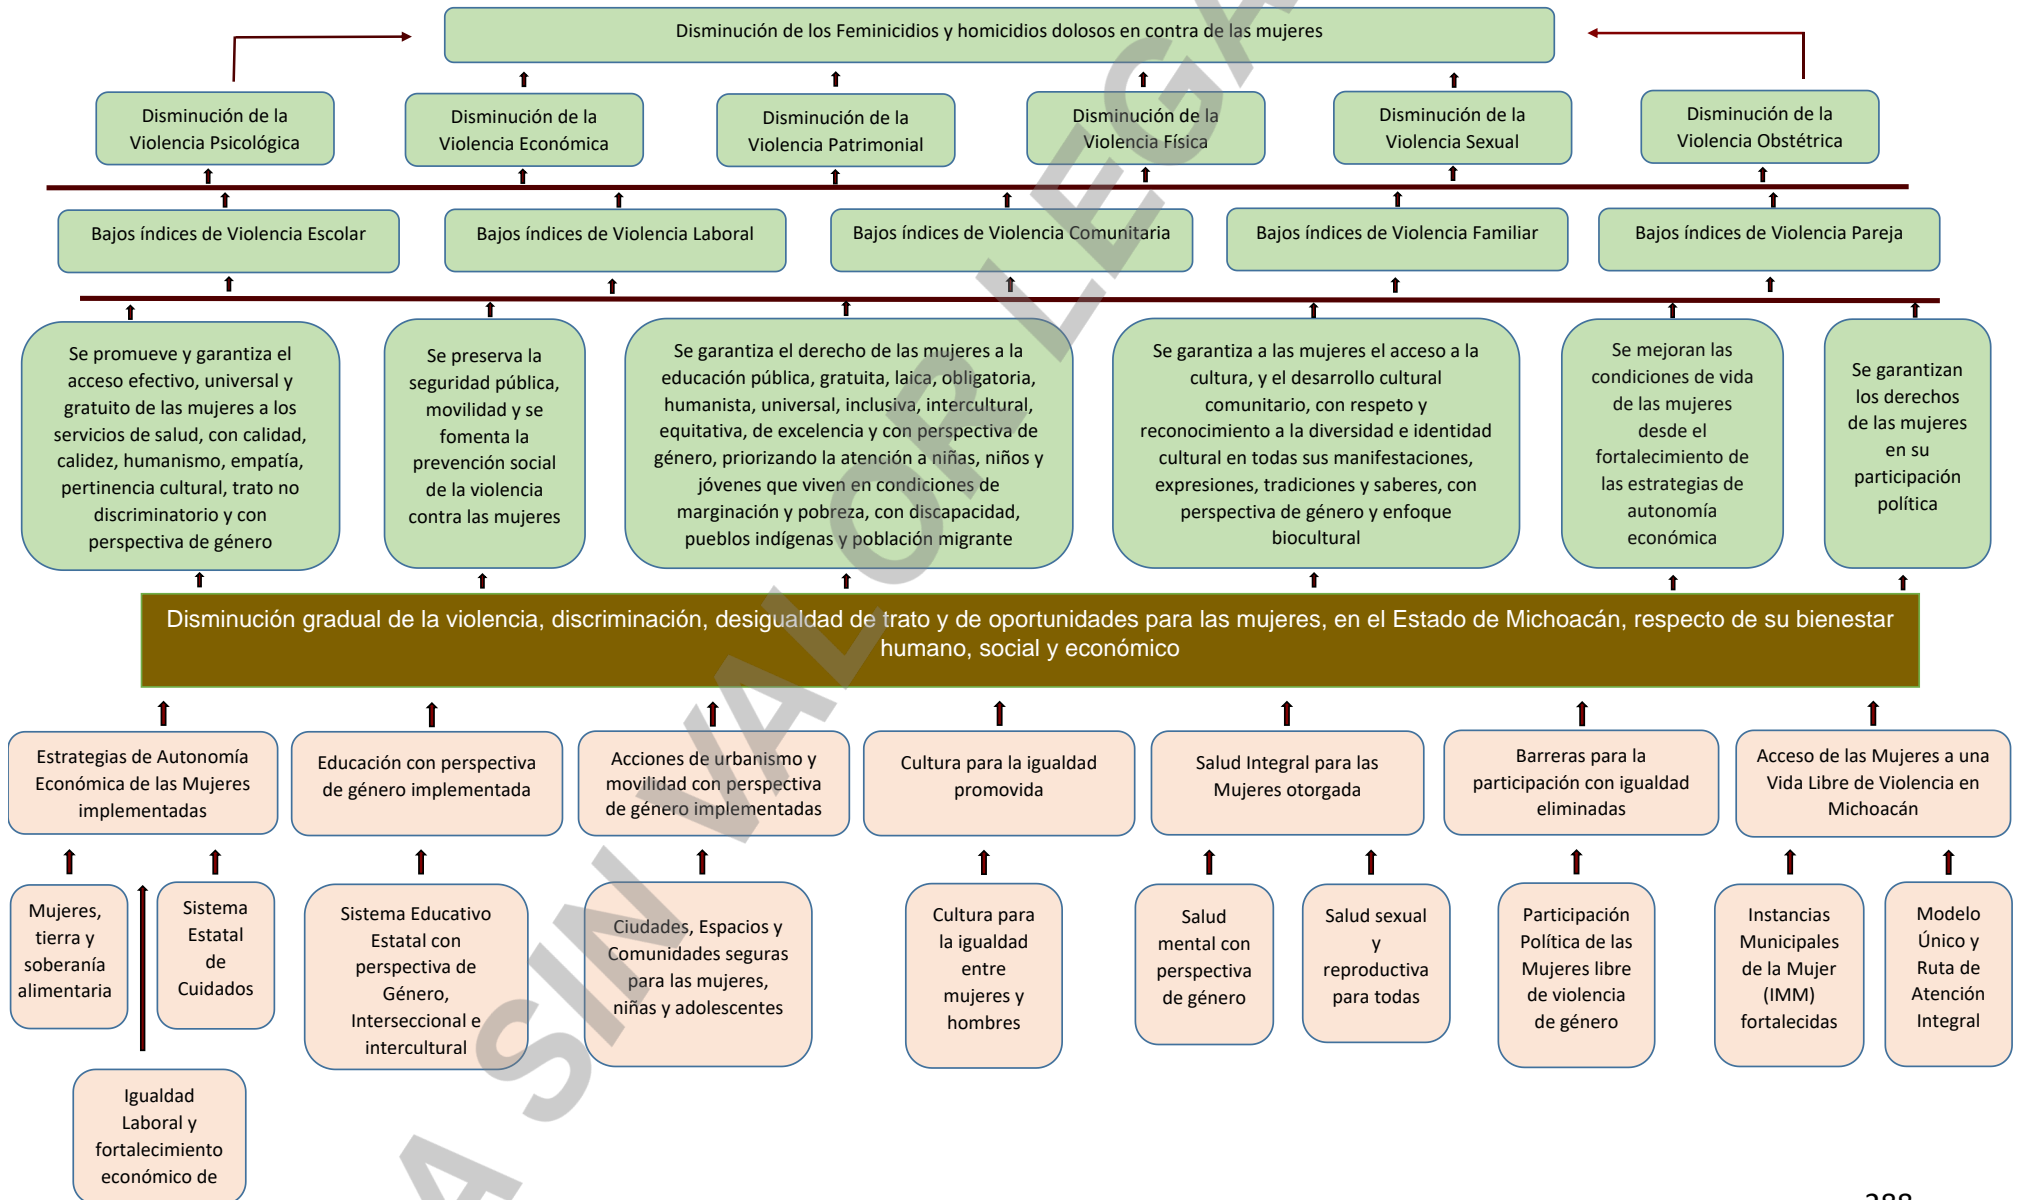 Disminución de los Feminicidios y homicidios dolosos en contra de las mujeres
Disminución de la
Violencia Psicológica
Disminución de la
Violencia Económica
Disminución de la
Violencia Patrimonial
Disminución de la
Violencia Física
Disminución de la
Violencia Sexual
Disminución de la
Violencia Obstétrica
Bajos índices de Violencia Escolar
Bajos índices de Violencia Laboral
Bajos índices de Violencia Comunitaria
Bajos índices de Violencia Familiar
Bajos índices de Violencia Pareja
Se promueve y garantiza el
acceso efectivo, universal y
gratuito de las mujeres a los
servicios de salud, con calidad,
calidez, humanismo, empatía,
pertinencia cultural, trato no
discriminatorio y con
perspectiva de género
Se preserva la
seguridad pública,
movilidad y se
fomenta la
prevención social
de la violencia
contra las mujeres
Se garantiza el derecho de las mujeres a la
educación pública, gratuita, laica, obligatoria,
humanista, universal, inclusiva, intercultural,
equitativa, de excelencia y con perspectiva de
género, priorizando la atención a niñas, niños y
jóvenes que viven en condiciones de
marginación y pobreza, con discapacidad,
pueblos indígenas y población migrante
Se garantiza a las mujeres el acceso a la
cultura, y el desarrollo cultural
comunitario, con respeto y
reconocimiento a la diversidad e identidad
cultural en todas sus manifestaciones,
expresiones, tradiciones y saberes, con
perspectiva de género y enfoque
biocultural
Se mejoran las
condiciones de vida
de las mujeres
desde el
fortalecimiento de
las estrategias de
autonomía
económica
Se garantizan
los derechos
de las mujeres
en su
participación
política
Disminución gradual de la violencia, discriminación, desigualdad de trato y de oportunidades para las mujeres, en el Estado de Michoacán, respecto de su bienestar
humano, social y económico
Estrategias de Autonomía
Económica de las Mujeres
implementadas
Educación con perspectiva
de género implementada
Acciones de urbanismo y
movilidad con perspectiva
de género implementadas
Cultura para la igualdad
promovida
Salud Integral para las
Mujeres otorgada
Barreras para la
participación con igualdad
eliminadas
Acceso de las Mujeres a una
Vida Libre de Violencia en
Michoacán
Mujeres,
tierra y
soberanía
alimentaria
Sistema
Estatal
de
Cuidados
Sistema Educativo
Estatal con
perspectiva de
Género,
Interseccional e
intercultural
Ciudades, Espacios y
Comunidades seguras
para las mujeres,
niñas y adolescentes
Cultura para
la igualdad
entre
mujeres y
hombres
Salud
mental con
perspectiva
de género
Salud sexual
y
reproductiva
para todas
Participación
Política de las
Mujeres libre
de violencia
de género
Instancias
Municipales
de la Mujer
(IMM)
fortalecidas
Modelo
Único y
Ruta de
Atención
Integral
Igualdad
Laboral y
fortalecimiento
económico de
A SIN VALOR LEGA